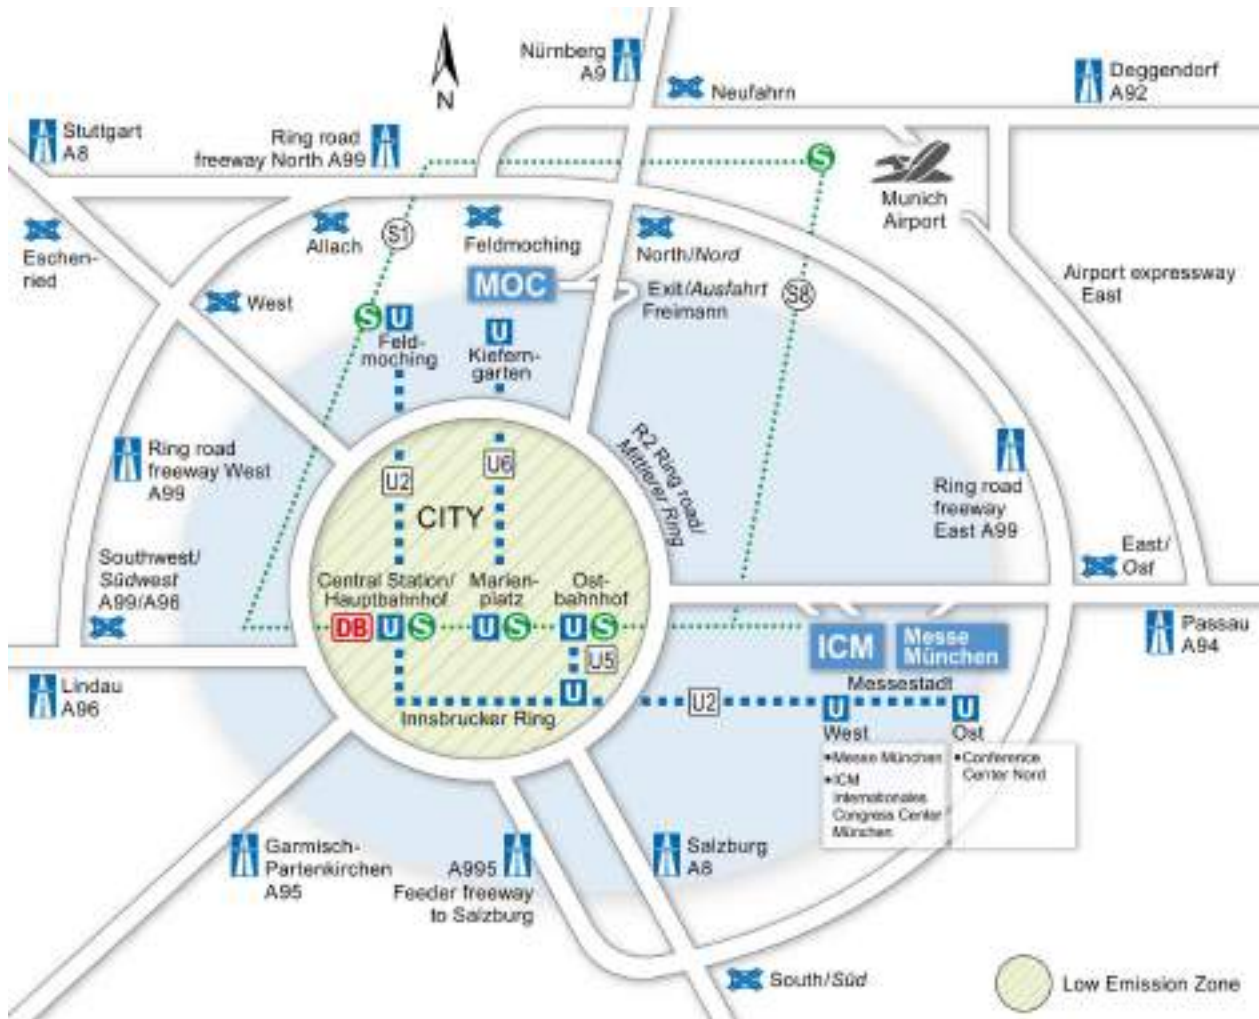 Nürnberg
A9
Neufahrn
Deggendorf
A92
N
Stuttgart
A8
Ring road
freeway North A99
Munich
Airport
S
Allach
S1
Feldmoching
North/Nord
Eschen-
ried
West
MOC
Exit/Ausfahrt
Freimann
S8
Airport expressway
East
S
U
Feld-
moching
U
Kiefern-
garten
Ring road
freeway West
A99
U2
U6
CITY
R2 Ring road/
Mittlerer Ring
Ring road
freeway
East A99
Southwest/
Südwest
A99/A96
Central Station/
Hauptbahnhof
Marien-
platz
Ost-
bahnhof
East/
Ost
DB
U
S
U
S
U
S
ICM
Messe
München
Passau
A94
U5
Lindau
A96
U
Innsbrucker Ring
U2
Messestadt
U
West
U
Ost
•Messe München
•ICM
Internationales
Congress Center
München
•Conference
Center Nord
Garmisch-
Partenkirchen
A95
A995
Feeder freeway
to Salzburg
Salzburg
A8
South/Süd
Low Emission Zone